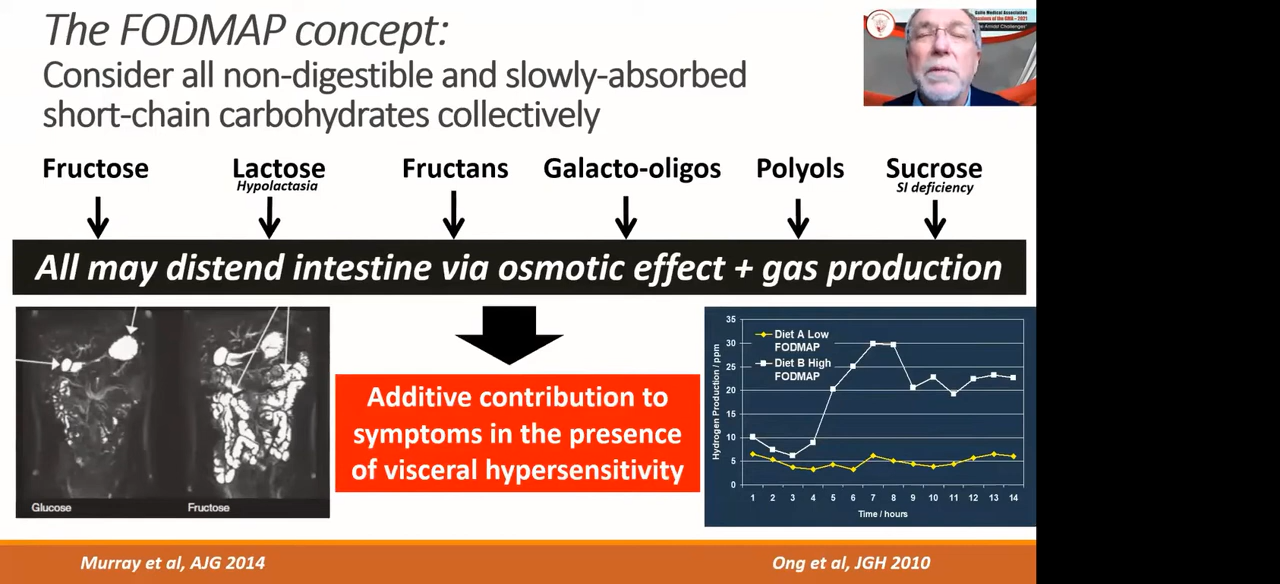 The FODMAP concept:
Consider all non-digestible and slowly-absorbed
short-chain carbohydrates collectively
Galle Medical Association
Fructose
Lactose
Hypolactasia
Fructans
Galacto-oligos
Polyols
Sucrose
SI deficiency
All may distend intestine via osmotic effect + gas production
Additive contribution to
symptoms in the presence
of visceral hypersensitivity
Glucose
Fructose
Hydrogen Production / ppm
35
30
25
20
15
10
5
0
Diet A Low
FODMAP
Diet B High
FODMAP
1 2 3 4 5 6 7 8 9 10 11 12 13 14
Time / hours
Murray et al, AJG 2014
Ong et al, JGH 2010